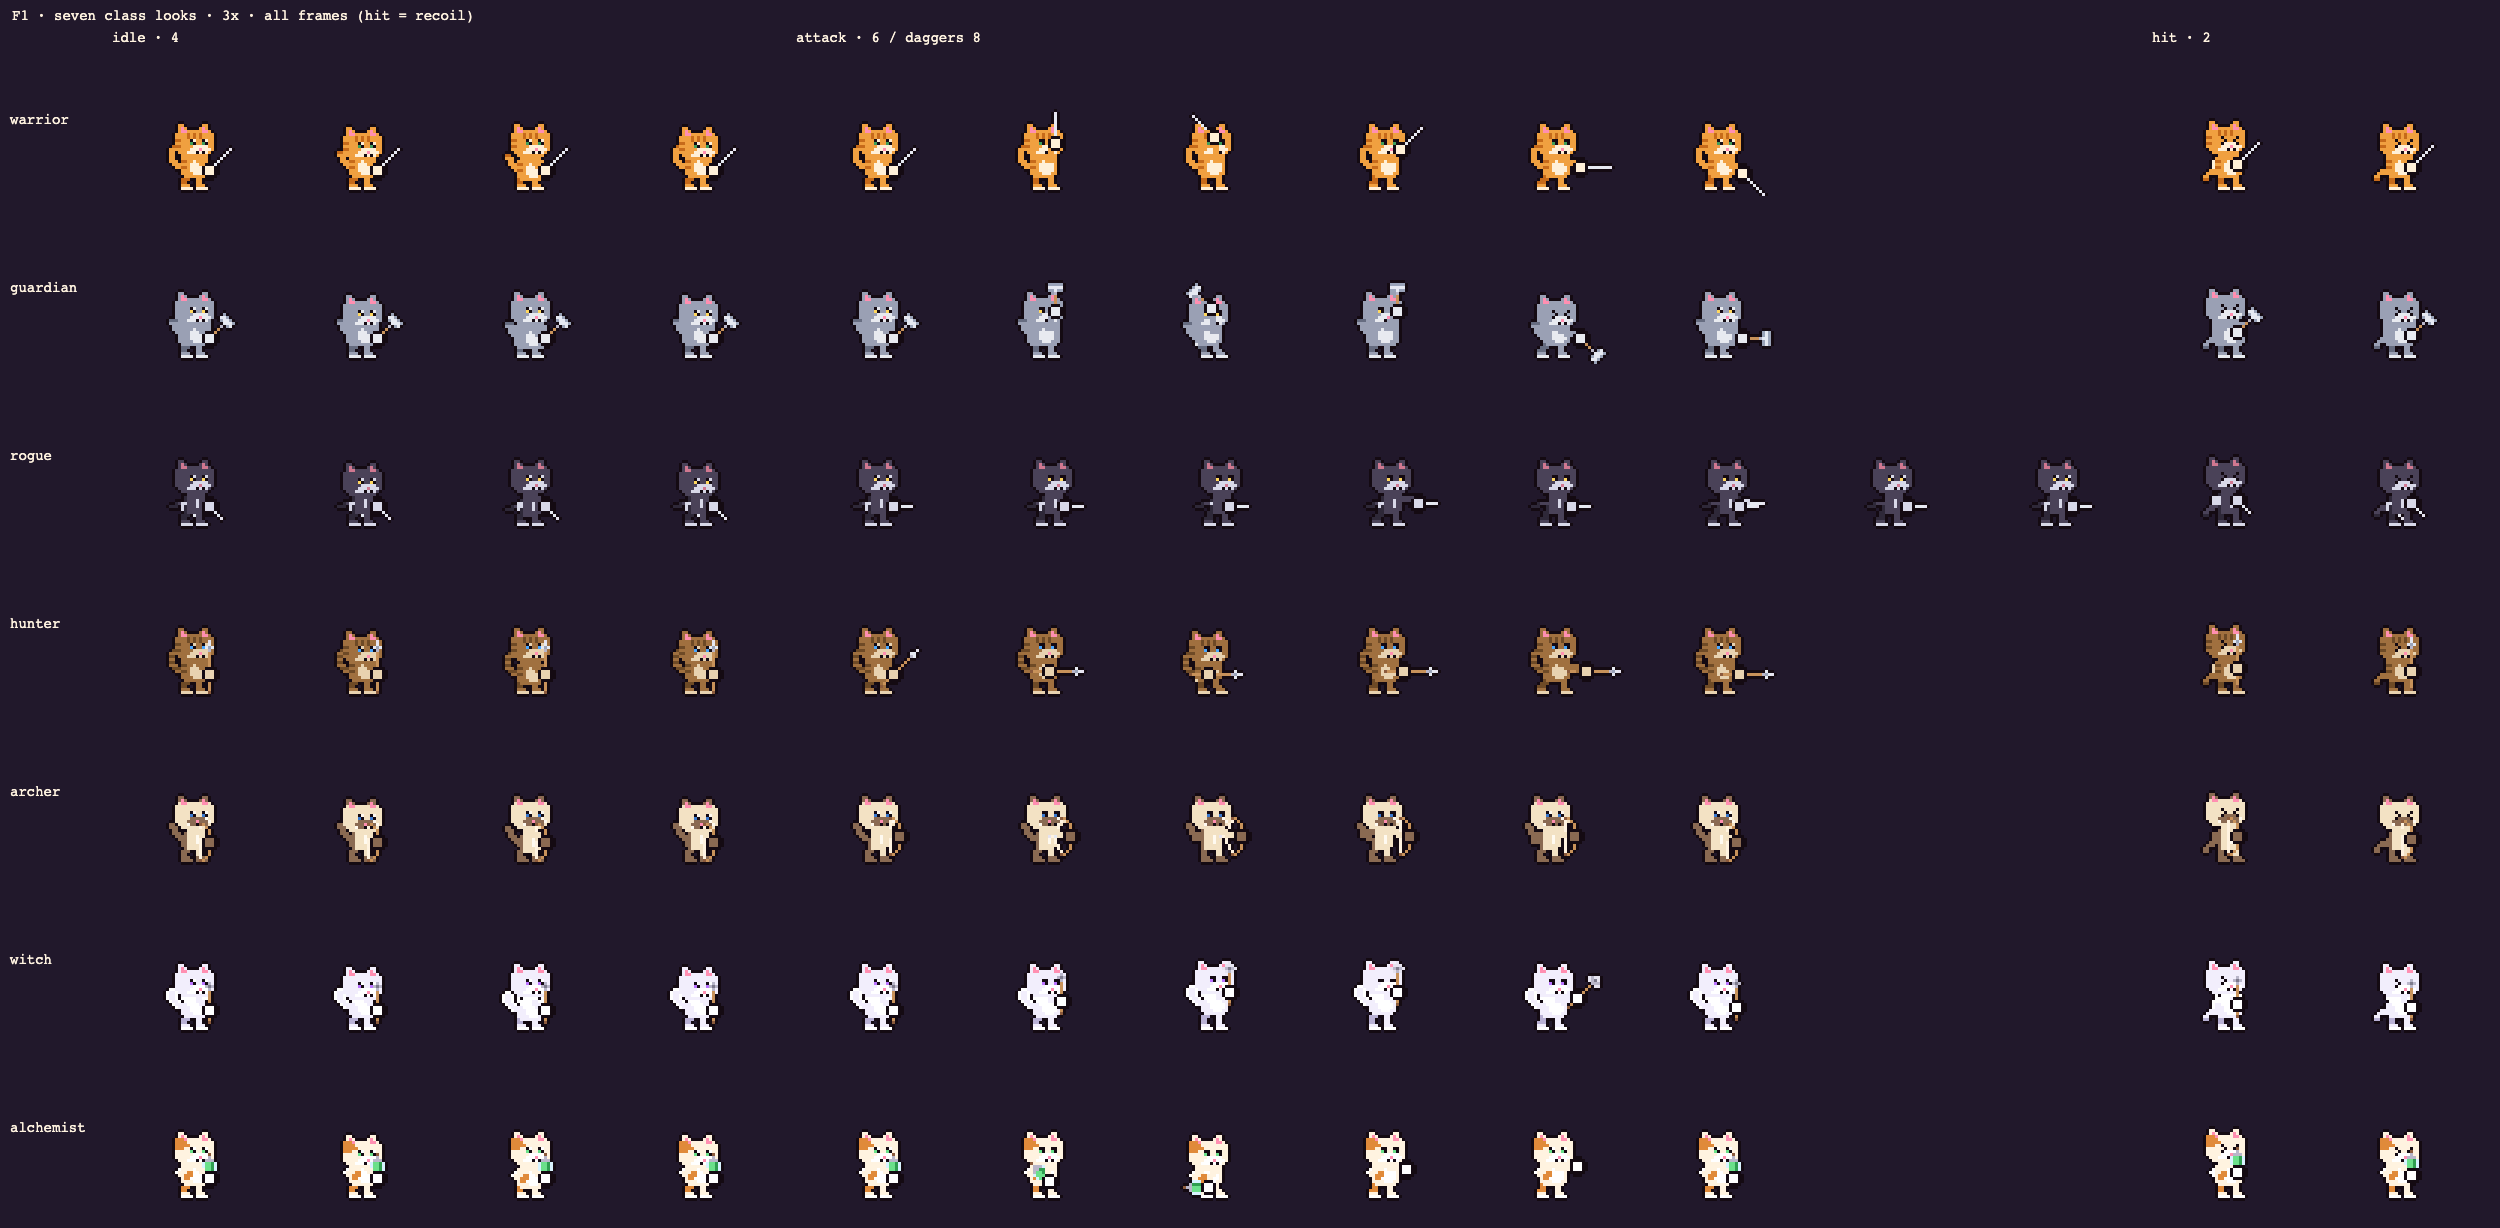 F1 · seven class looks · 3x · all frames (hit = recoil)
idle · 4
attack · 6 / daggers 8
hit · 2
warrior
guardian
rogue
hunter
archer
witch
alchemist